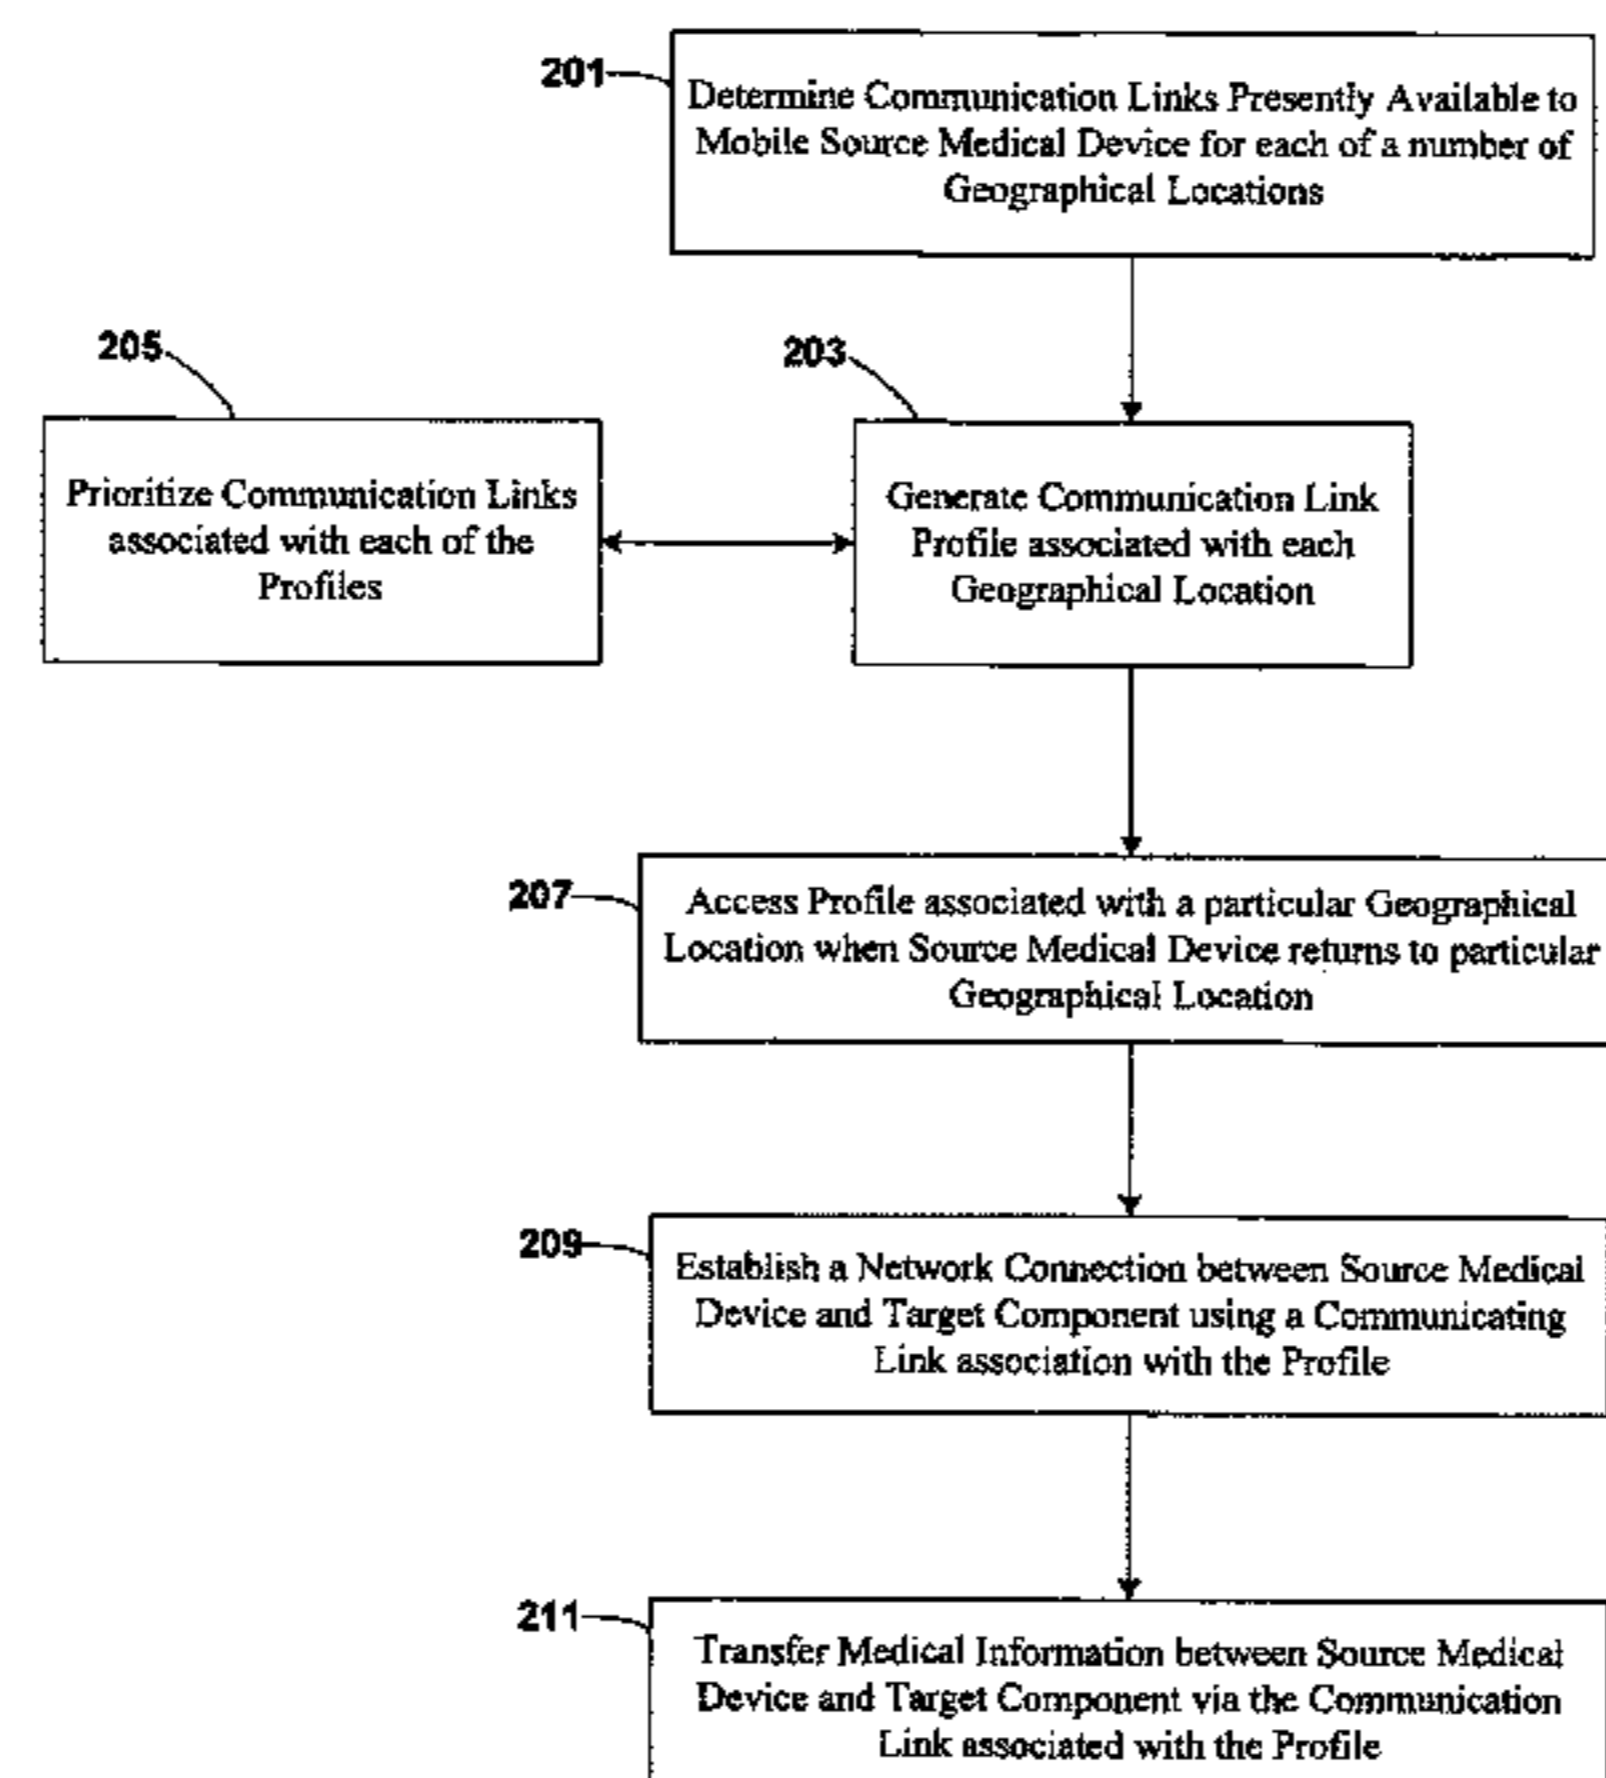 201
Determine Communication Links Presently Available to
Mobile Source Medical Device for each of a number of
Geographical Locations
205
203
Prioritize Communication Links
associated with each of the
Profiles
Generate Communication Link
Profile associated with each
Geographical Location
207
Access Profile associated with a particular Geographical
Location when Source Medical Device returns to particular
Geographical Location
209
Establish a Network Connection between Source Medical
Device and Target Component using a Communicating
Link association with the Profile
211
Transfer Medical Information between Source Medical
Device and Target Component via the Communication
Link associated with the Profile